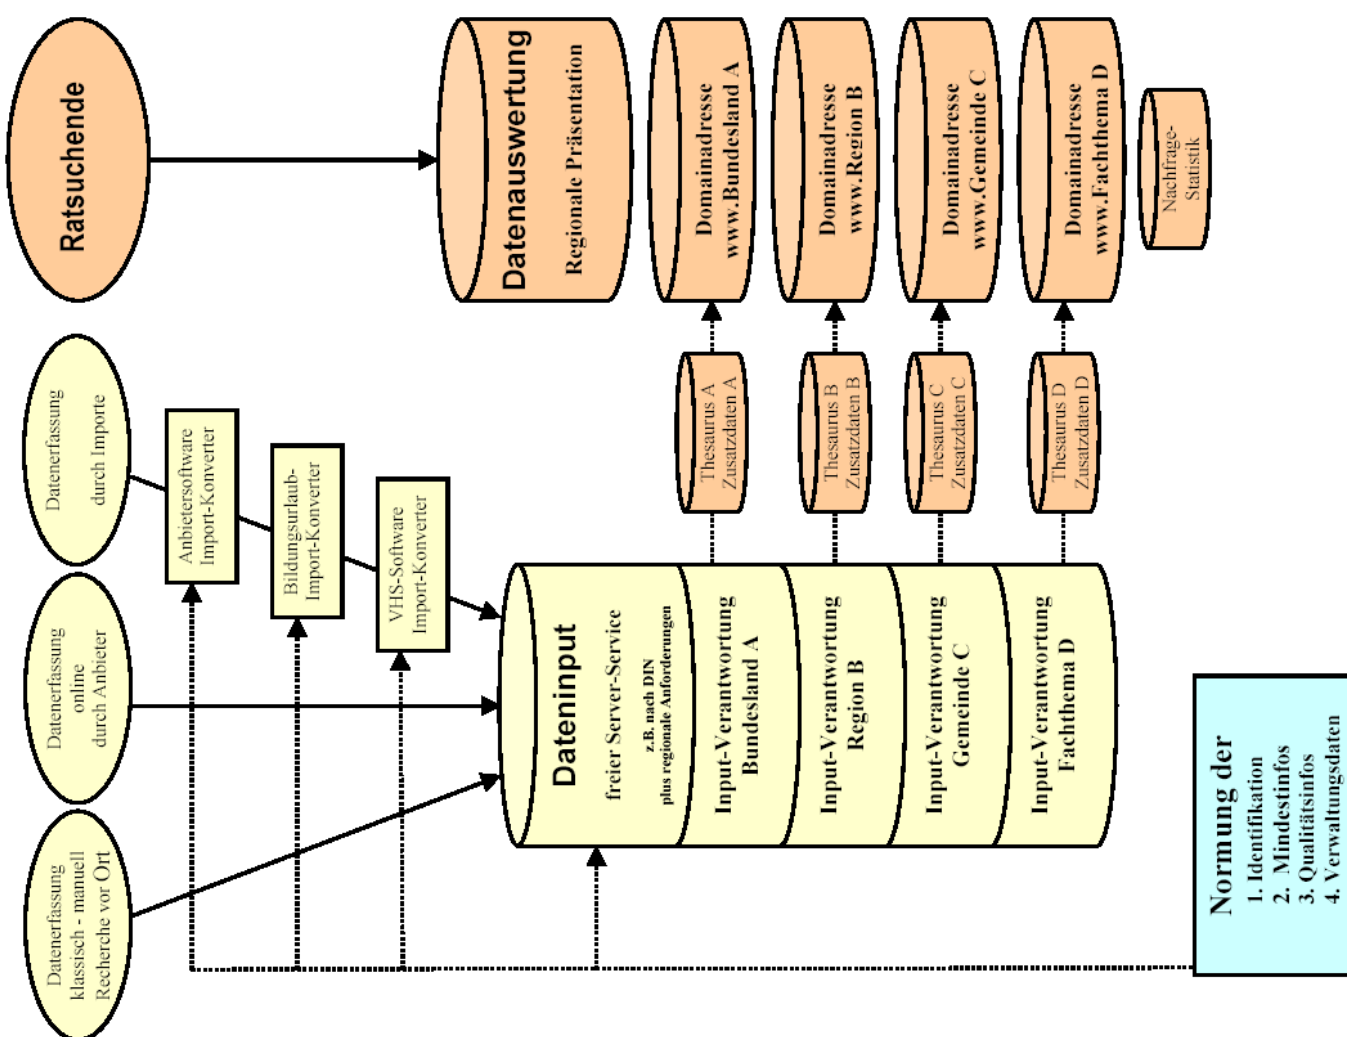 Ratsuchende
Datenauswertung
Regionale Präsentation
Domainadresse
www.Bundesland A
Domainadresse
www.Region B
Domainadresse
www.Gemeinde C
Domainadresse
www.Fachthema D
Nachfrage-
Statistik
Datenerfassung
durch Importe
Anbietersoftware
Import-Konverter
Bildungsurlaub-
Import-Konverter
VHS-Software
Import-Konverter
Thesaurus A
Zusatzdaten A
Thesaurus B
Zusatzdaten B
Thesaurus C
Zusatzdaten C
Thesaurus D
Zusatzdaten D
Datenerfassung
online
durch Anbieter
Datenerfassung
klassisch - manuell
Recherche vor Ort
Dateninput
freier Server-Service
z.B. nach DIN
plus regionale Anforderungen
Input-Verantwortung
Bundesland A
Input-Verantwortung
Region B
Input-Verantwortung
Gemeinde C
Input-Verantwortung
Fachthema D
Normung der
1. Identifikation
2. Mindestinfos
3. Qualitätsinfos
4. Verwaltungsdaten